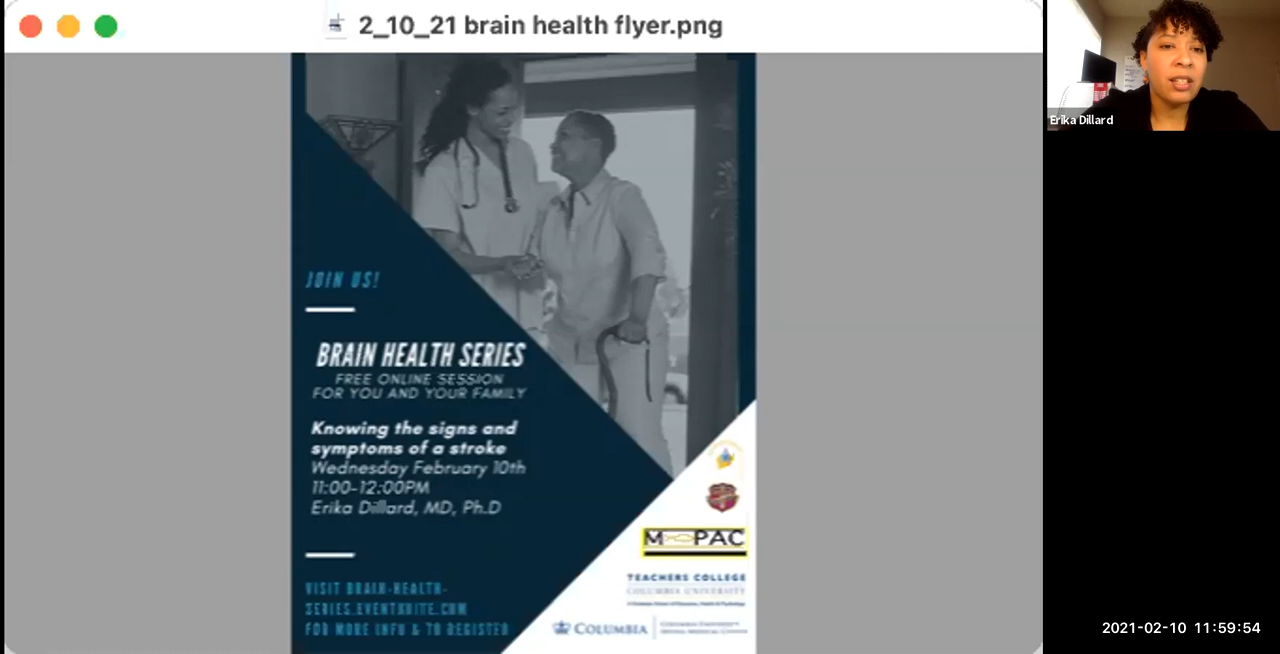 2_10_21 brain health flyer.png
Erika Dillard
JOIN US!
BRAIN HEALTH SERIES
FREE ONLINE SESSION
FOR YOU AND YOUR FAMILY
Knowing the signs and
symptoms of a stroke
Wednesday February 10th
11:00-12:00PM
Erika Dillard, MD, Ph.D
VISIT BRAIN-HEALTH-
SERIES.EVENTBRITE.COM
FOR MORE INFO & TO REGISTER
TEACHERS COLLEGE
COLUMBIA UNIVERSITY
COLUMBIA
2021-02-10 11:59:54